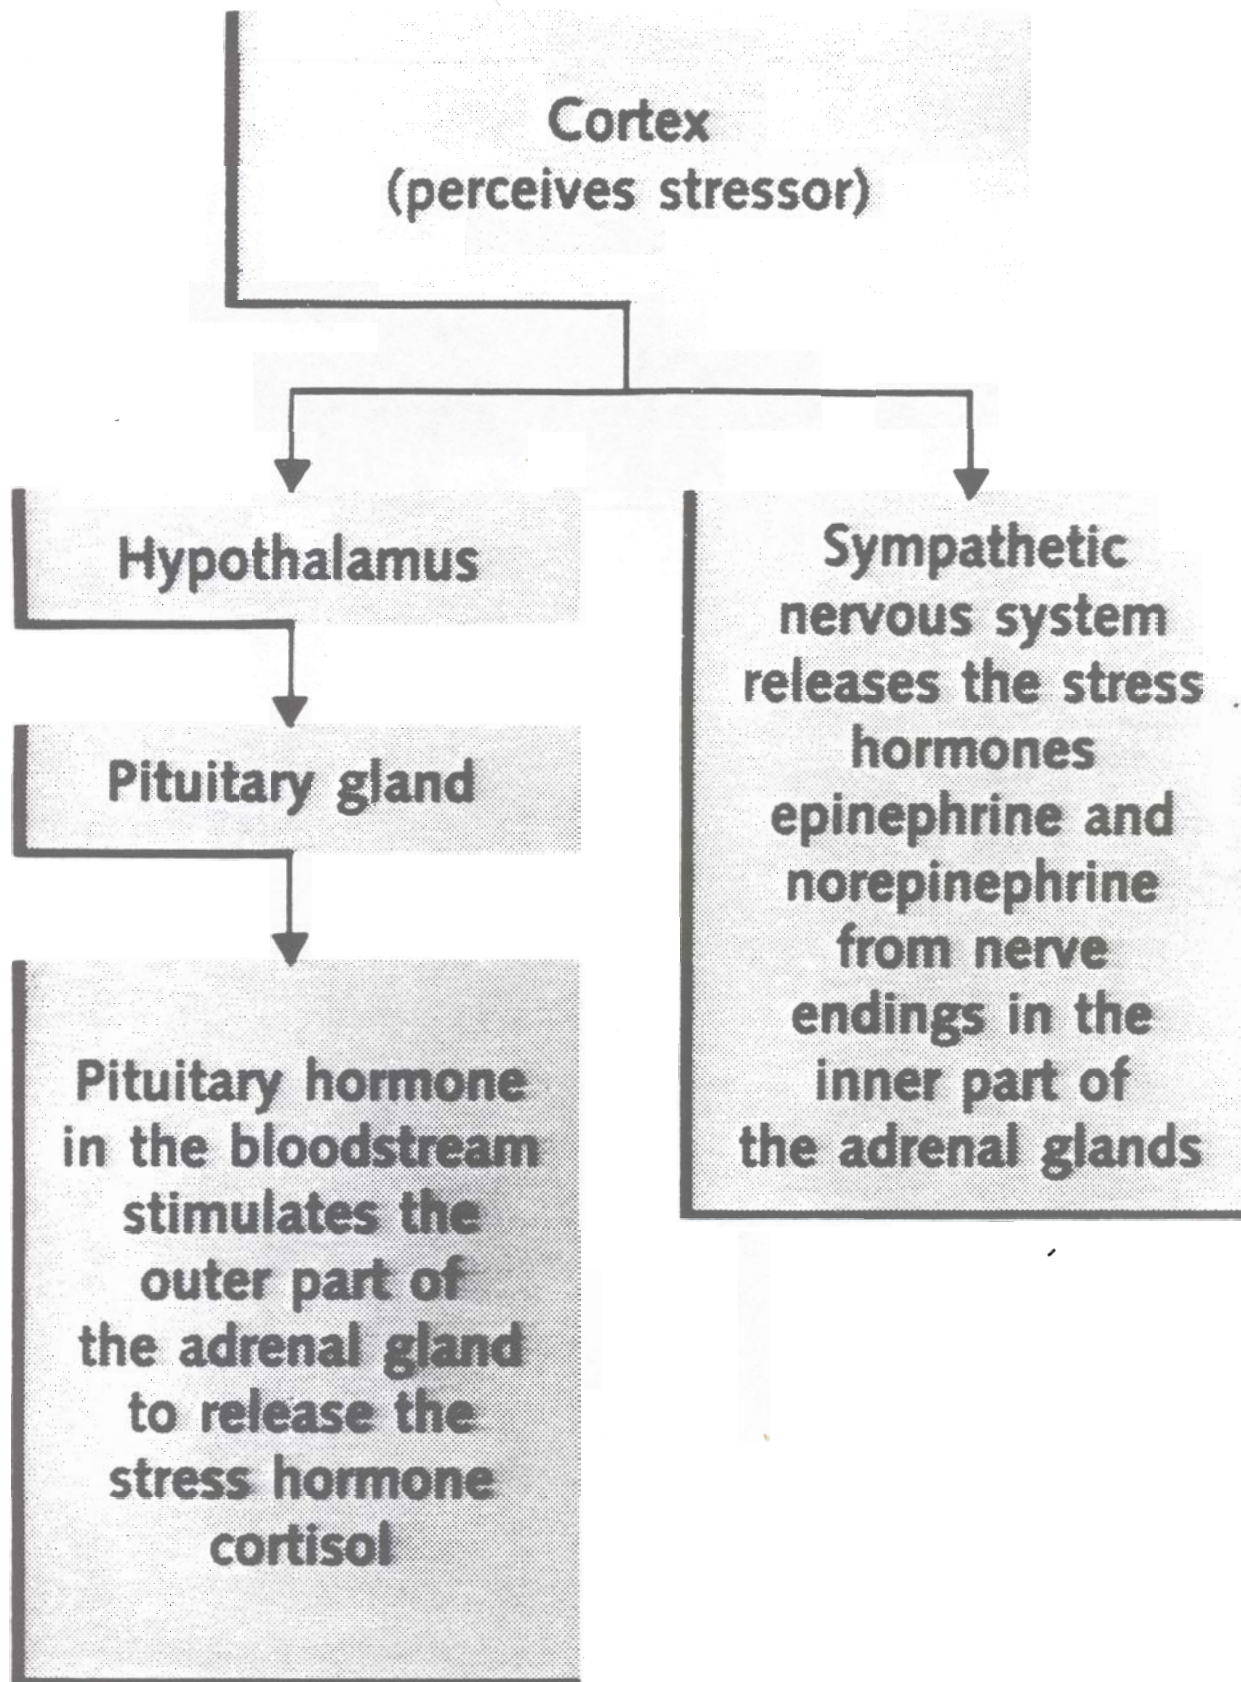 Cortex
(perceives stressor)
Hypothalamus
Pituitary gland
Pituitary hormone
in the bloodstream
stimulates the
outer part of
the adrenal gland
to release the
stress hormone
cortisol
Sympathetic
nervous system
releases the stress
hormones
epinephrine and
norepinephrine
from nerve
endings in the
inner part of
the adrenal glands